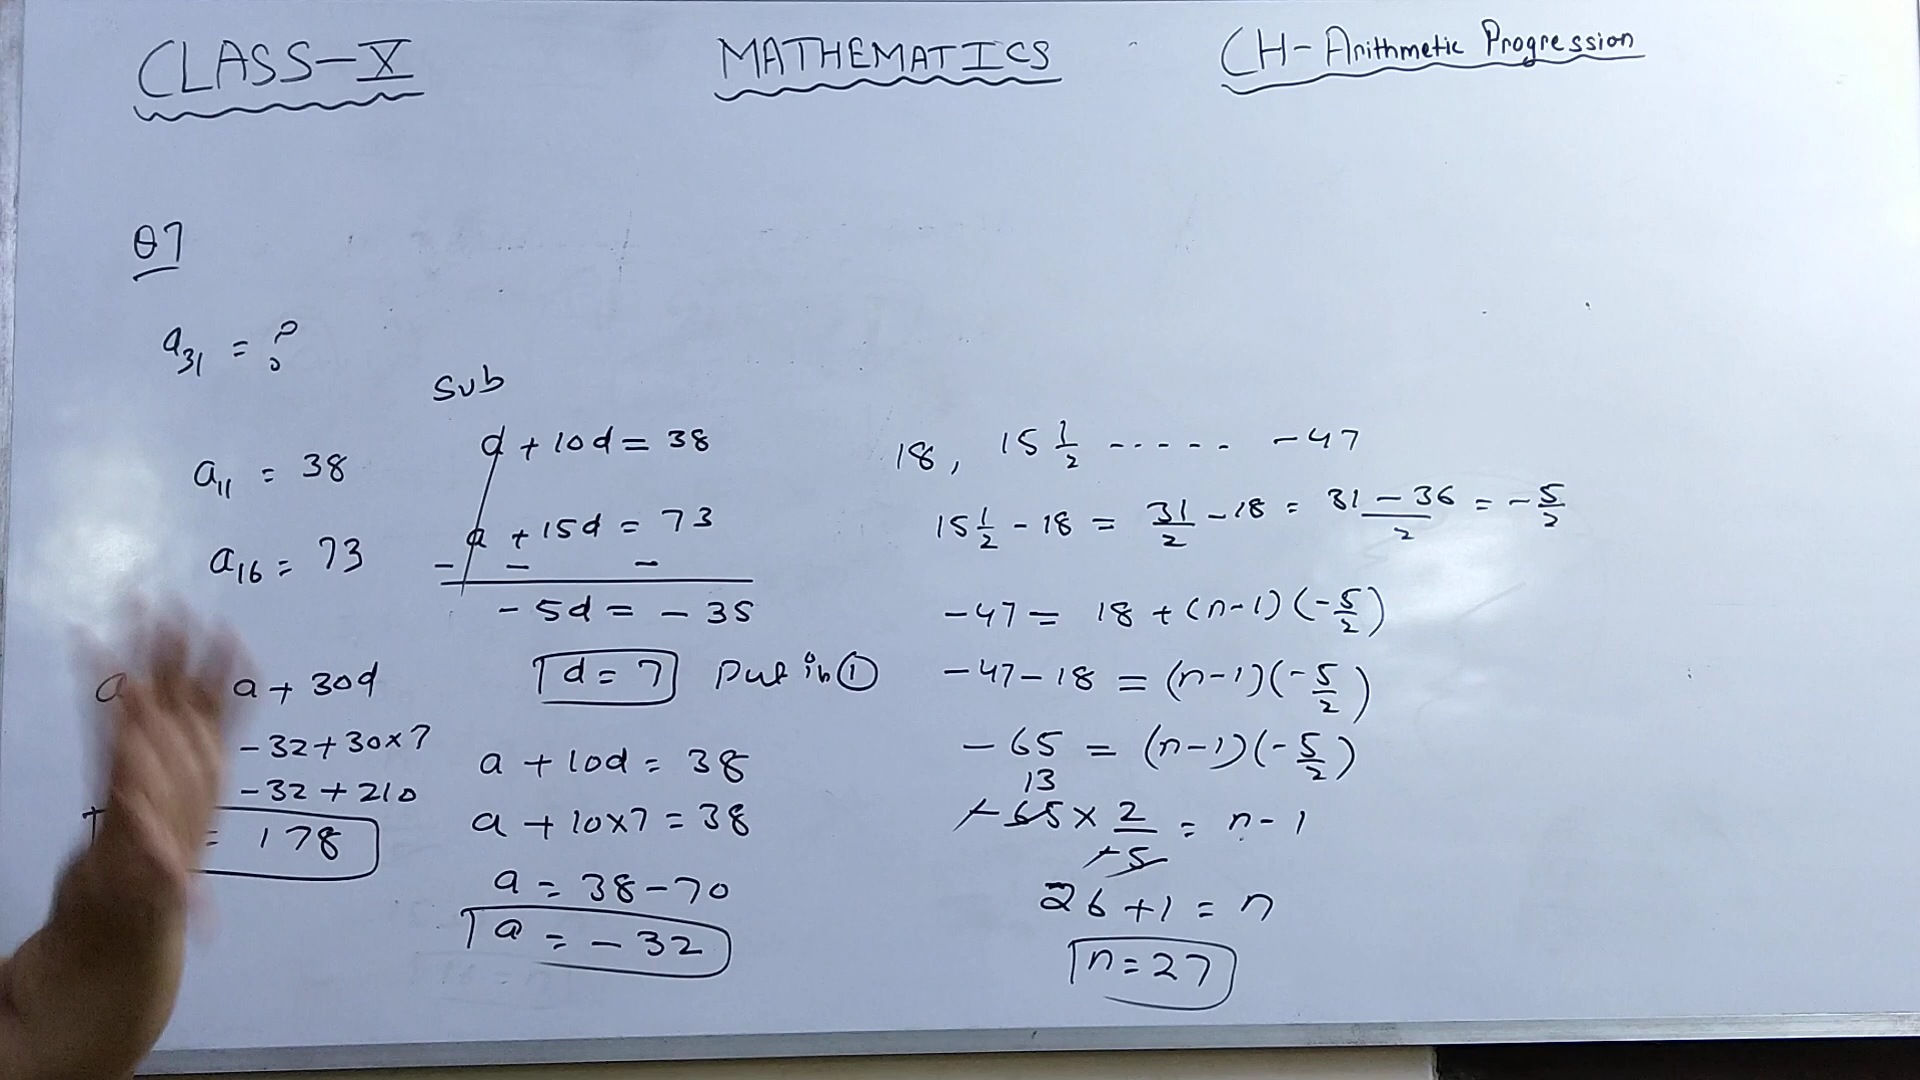 CLASS-X MATHEMATICS CH-Arithmetic Progression
Q7
a₃₁ = ?
a₁₁ = 38
a₁₆ = 73
a + 30d
-32+30×7
-32+210
= 178
Sub
a + 10d = 38
a + 15d = 73
- - -
-5d = -35
d = 7 Put in ①
a + 10d = 38
a + 10×7 = 38
a = 38-70
a = -32
18, 15 1/2 ----- -47
15 1/2 - 18 = 31/2 - 18 = (31-36)/2 = -5/2
-47 = 18 + (n-1)(-5/2)
-47-18 = (n-1)(-5/2)
-65 = (n-1)(-5/2)
13
-65 × 2/-5 = n-1
26+1 = n
n = 27